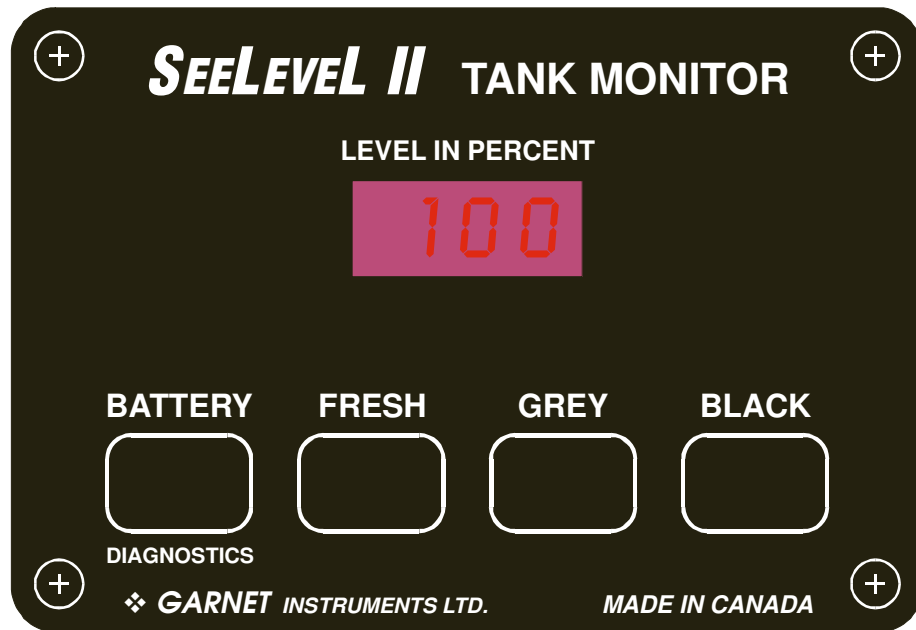 SEELEVEL II TANK MONITOR
LEVEL IN PERCENT
100
BATTERY FRESH GREY BLACK
DIAGNOSTICS
❖ GARNET INSTRUMENTS LTD. MADE IN CANADA